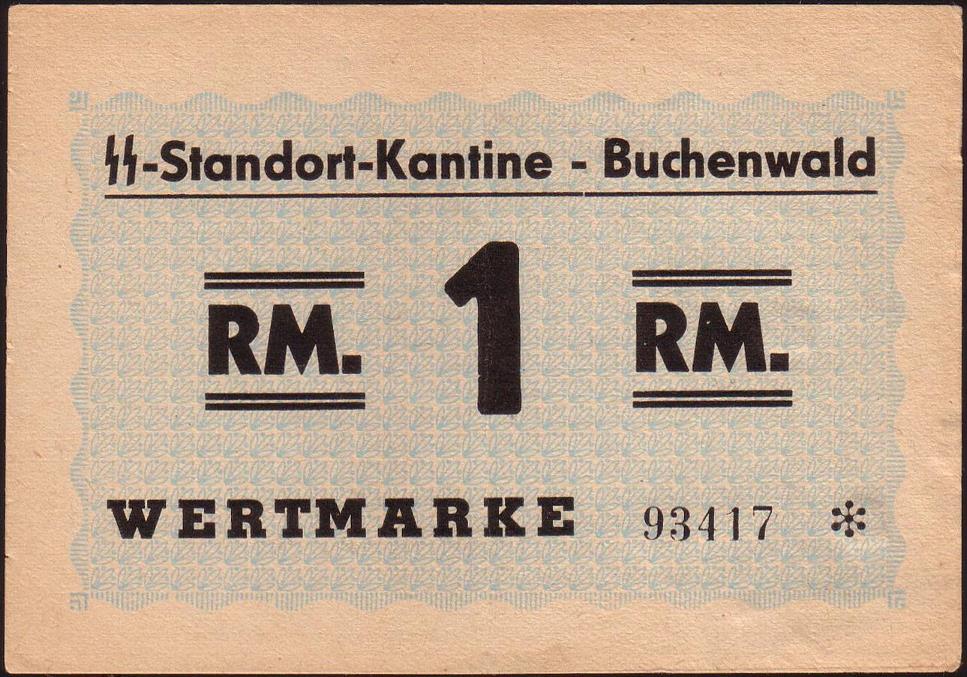 ᛋᛋ-Standort-Kantine - Buchenwald
RM. 1 RM.
WERTMARKE 93417 *